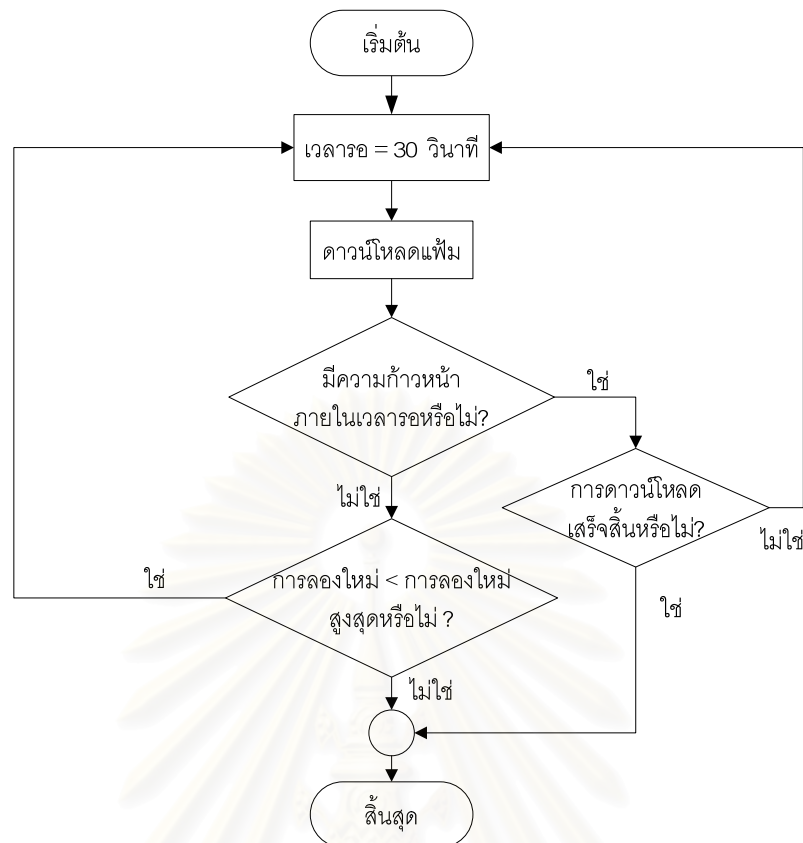 เริ่มต้น
เวลารอ = 30 วินาที
ดาวน์โหลดแฟ้ม
มีความก้าวหน้า
ภายในเวลารอหรือไม่?
ใช่
ไม่ใช่
การดาวน์โหลด
เสร็จสิ้นหรือไม่?
ไม่ใช่
ใช่
การลองใหม่ < การลองใหม่
สูงสุดหรือไม่ ?
ใช่
ไม่ใช่
สิ้นสุด